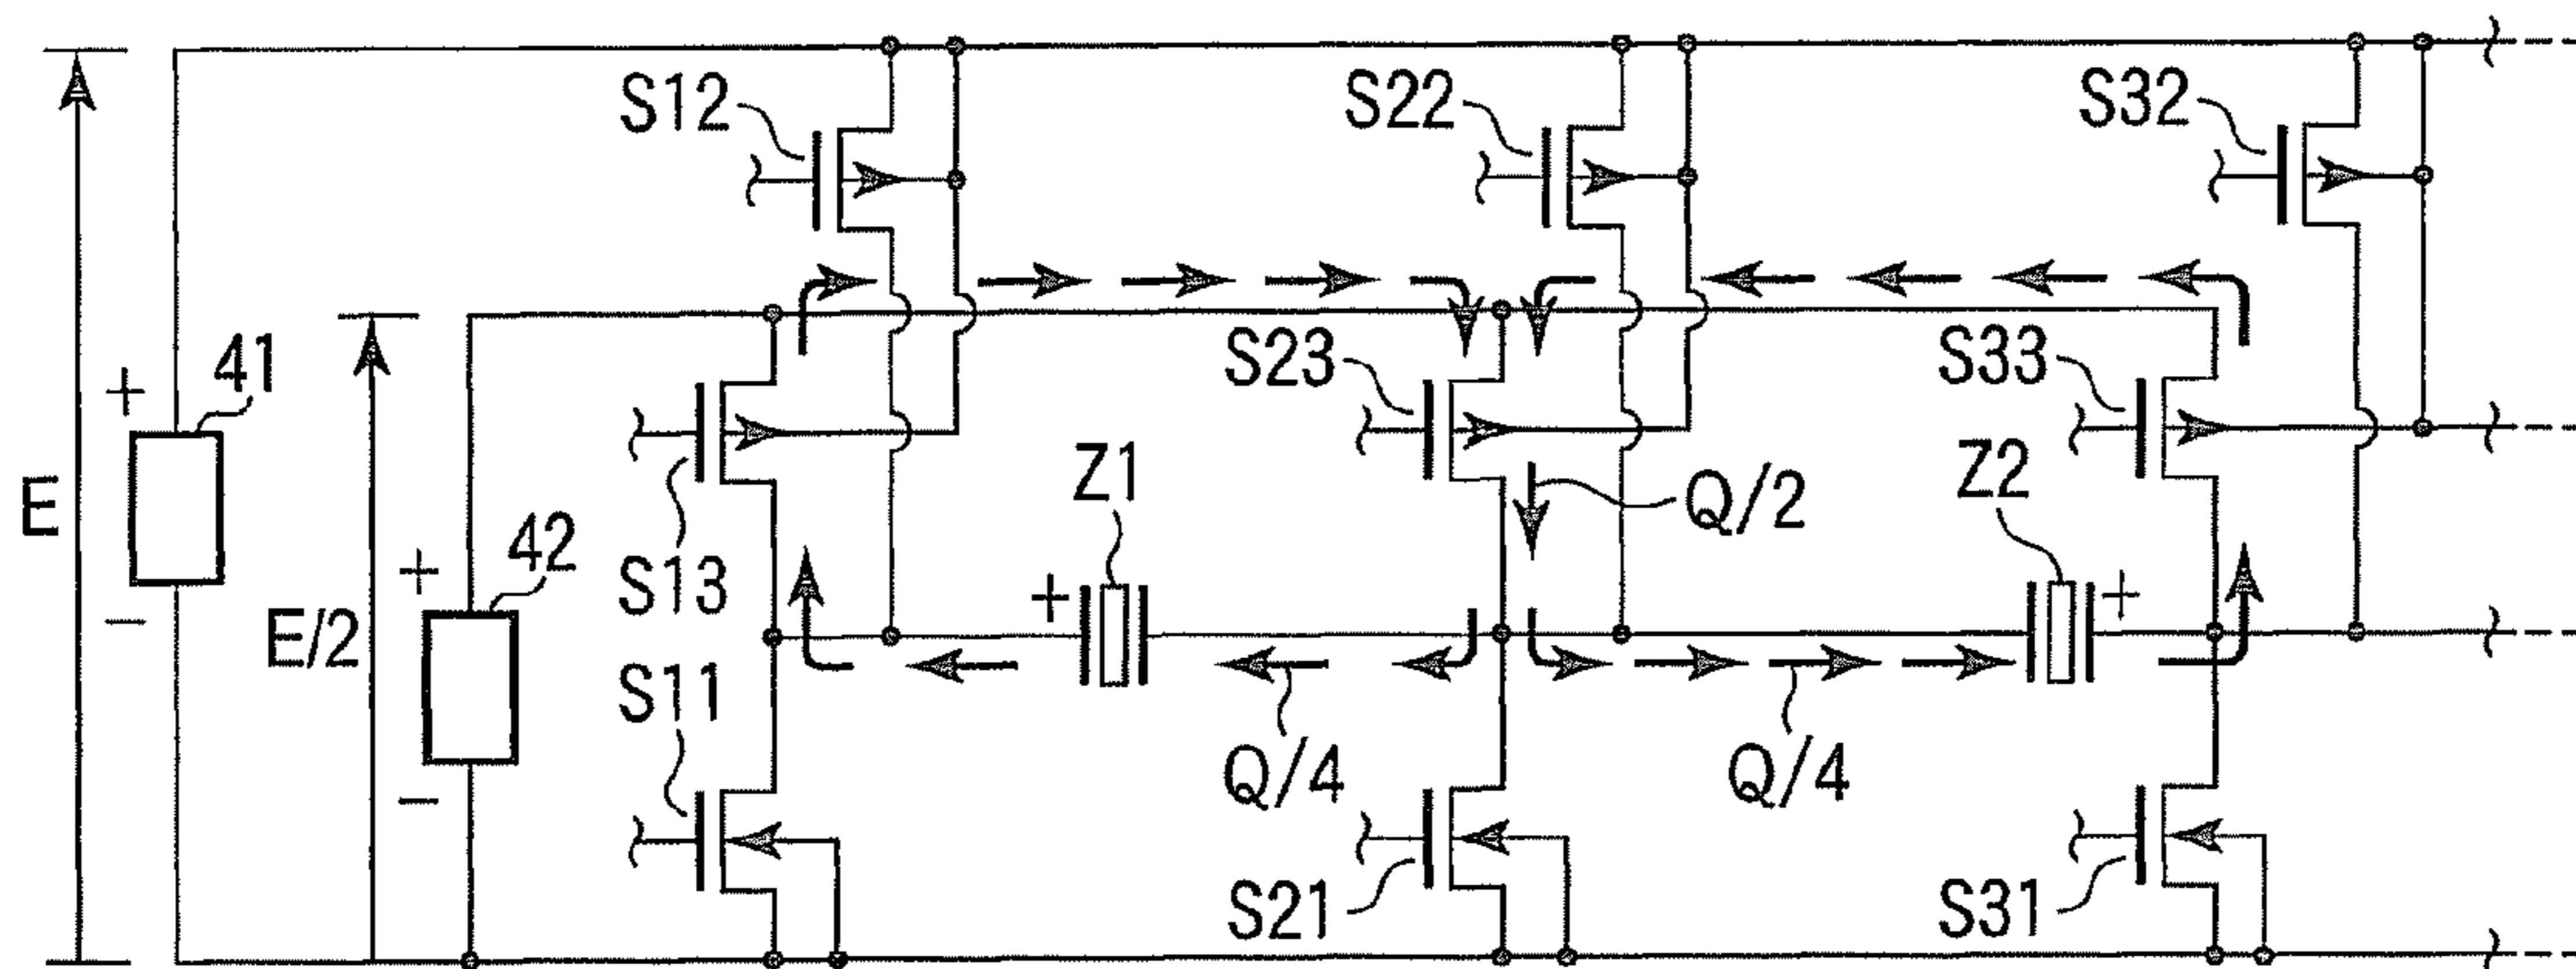 S12
S22
S32
+
41
S23
S33
E
+
42
S13
Z1
Q/2
Z2
−
E/2
+
+
S11
−
Q/4
Q/4
S21
S31